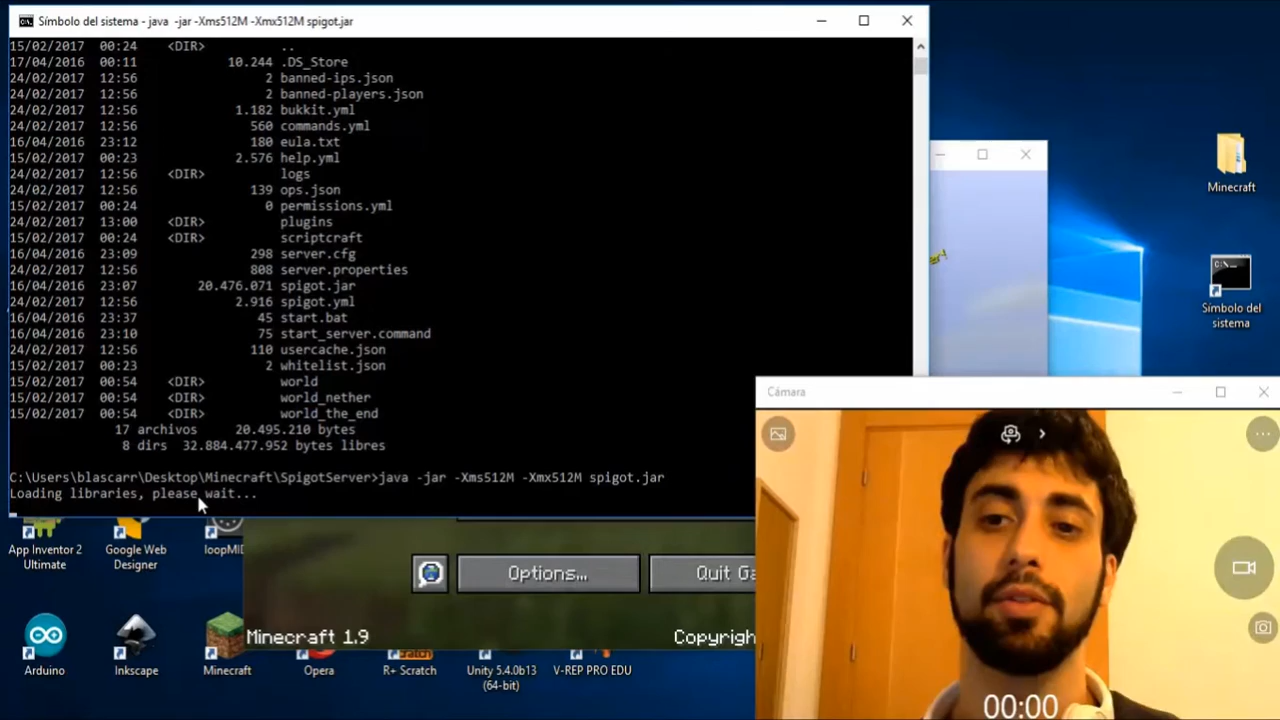 Símbolo del sistema - java  -jar -Xms512M -Xmx512M spigot.jar
15/02/2017  00:24    <DIR>          ..
17/04/2016  00:11            10.244 .DS_Store
24/02/2017  12:56                 2 banned-ips.json
24/02/2017  12:56                 2 banned-players.json
24/02/2017  12:56             1.182 bukkit.yml
24/02/2017  12:56               560 commands.yml
16/04/2016  23:12               180 eula.txt
15/02/2017  00:23             2.576 help.yml
24/02/2017  12:56    <DIR>          logs
24/02/2017  12:56               139 ops.json
15/02/2017  00:24                 0 permissions.yml
24/02/2017  13:00    <DIR>          plugins
15/02/2017  00:24    <DIR>          scriptcraft
16/04/2016  23:09               298 server.cfg
24/02/2017  12:56               808 server.properties
16/04/2016  23:07        20.476.071 spigot.jar
24/02/2017  12:56             2.916 spigot.yml
16/04/2016  23:37                45 start.bat
16/04/2016  23:10                75 start_server.command
24/02/2017  12:56               110 usercache.json
15/02/2017  00:23                 2 whitelist.json
15/02/2017  00:54    <DIR>          world
15/02/2017  00:54    <DIR>          world_nether
15/02/2017  00:54    <DIR>          world_the_end
17 archivos     20.495.210 bytes
8 dirs  32.884.477.952 bytes libres
C:\Users\blascarr\Desktop\Minecraft\SpigotServer>java -jar -Xms512M -Xmx512M spigot.jar
Loading libraries, please wait...
Minecraft
C:\_
Símbolo del
sistema
Cámara
00:00
Options...
Quit Ga
Minecraft 1.9
Copyrigh
App Inventor 2
Ultimate
Google Web
Designer
loopMID
Arduino
Inkscape
Minecraft
Opera
R+ Scratch
Unity 5.4.0b13
(64-bit)
V-REP PRO EDU